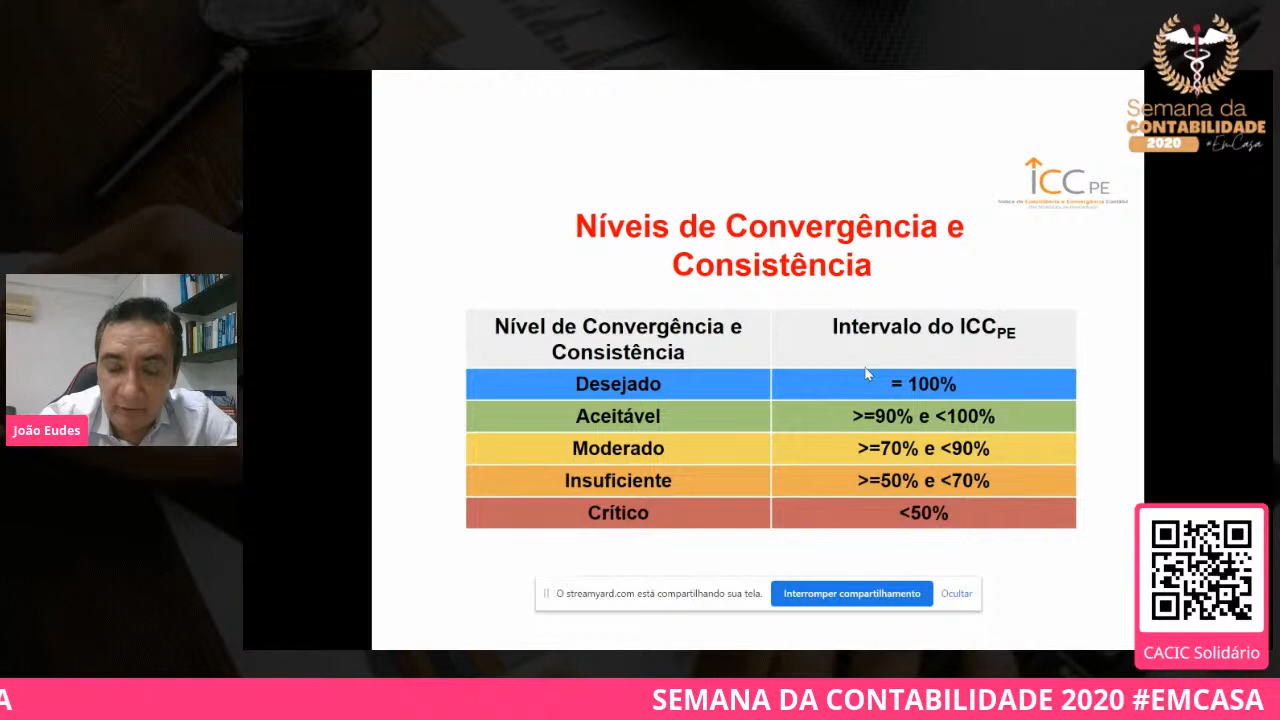 Semana da
CONTABILIDADE
2020 #EmCasa
ICC PE
Níveis de Convergência e
Consistência
Nível de Convergência e
Consistência
Intervalo do ICCPE
Desejado
= 100%
Aceitável
>=90% e <100%
Moderado
>=70% e <90%
Insuficiente
>=50% e <70%
Crítico
<50%
João Eudes
O streamyard.com está compartilhando sua tela.
Interromper compartilhamento
Ocultar
CACIC Solidário
A
SEMANA DA CONTABILIDADE 2020 #EMCASA